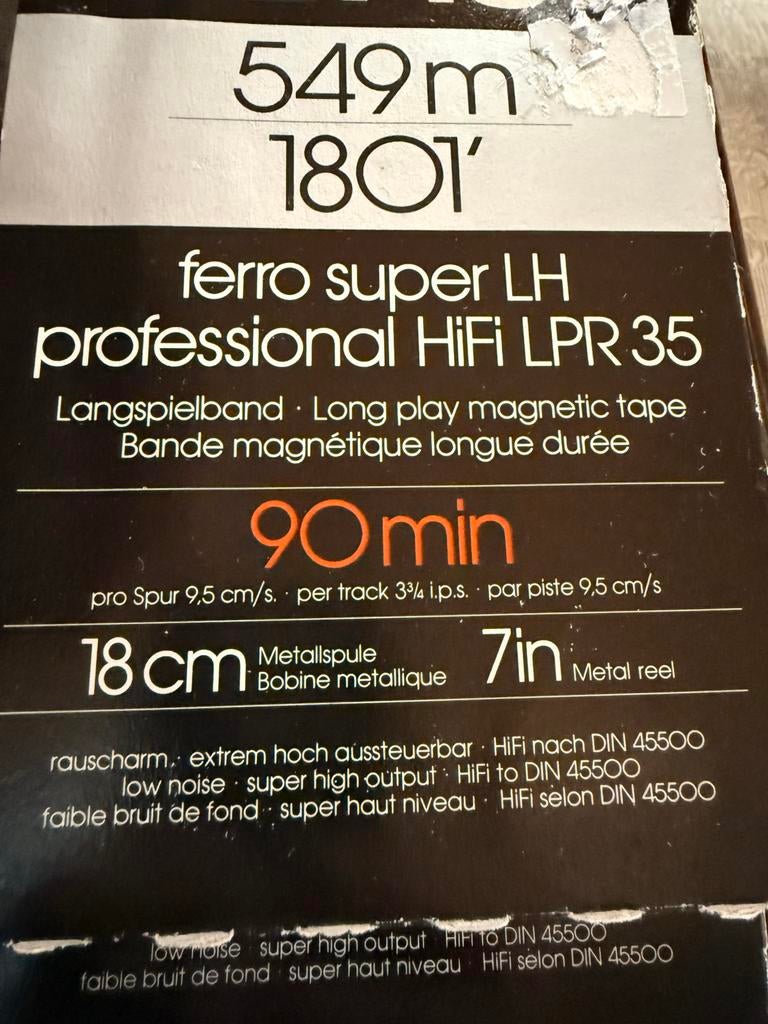 549 m
1801'
ferro super LH
professional HiFi LPR 35
Langspielband · Long play magnetic tape
Bande magnétique longue durée
90 min
pro Spur 9,5 cm/s. · per track 3¾ i.p.s. · par piste 9,5 cm/s
18 cm Metallspule
Bobine metallique
7 in Metal reel
rauscharm · extrem hoch aussteuerbar · HiFi nach DIN 45500
low noise · super high output · HiFi to DIN 45500
faible bruit de fond · super haut niveau · HiFi selon DIN 45500
low noise · super high output · HiFi to DIN 45500
faible bruit de fond · super haut niveau · HiFi selon DIN 45500